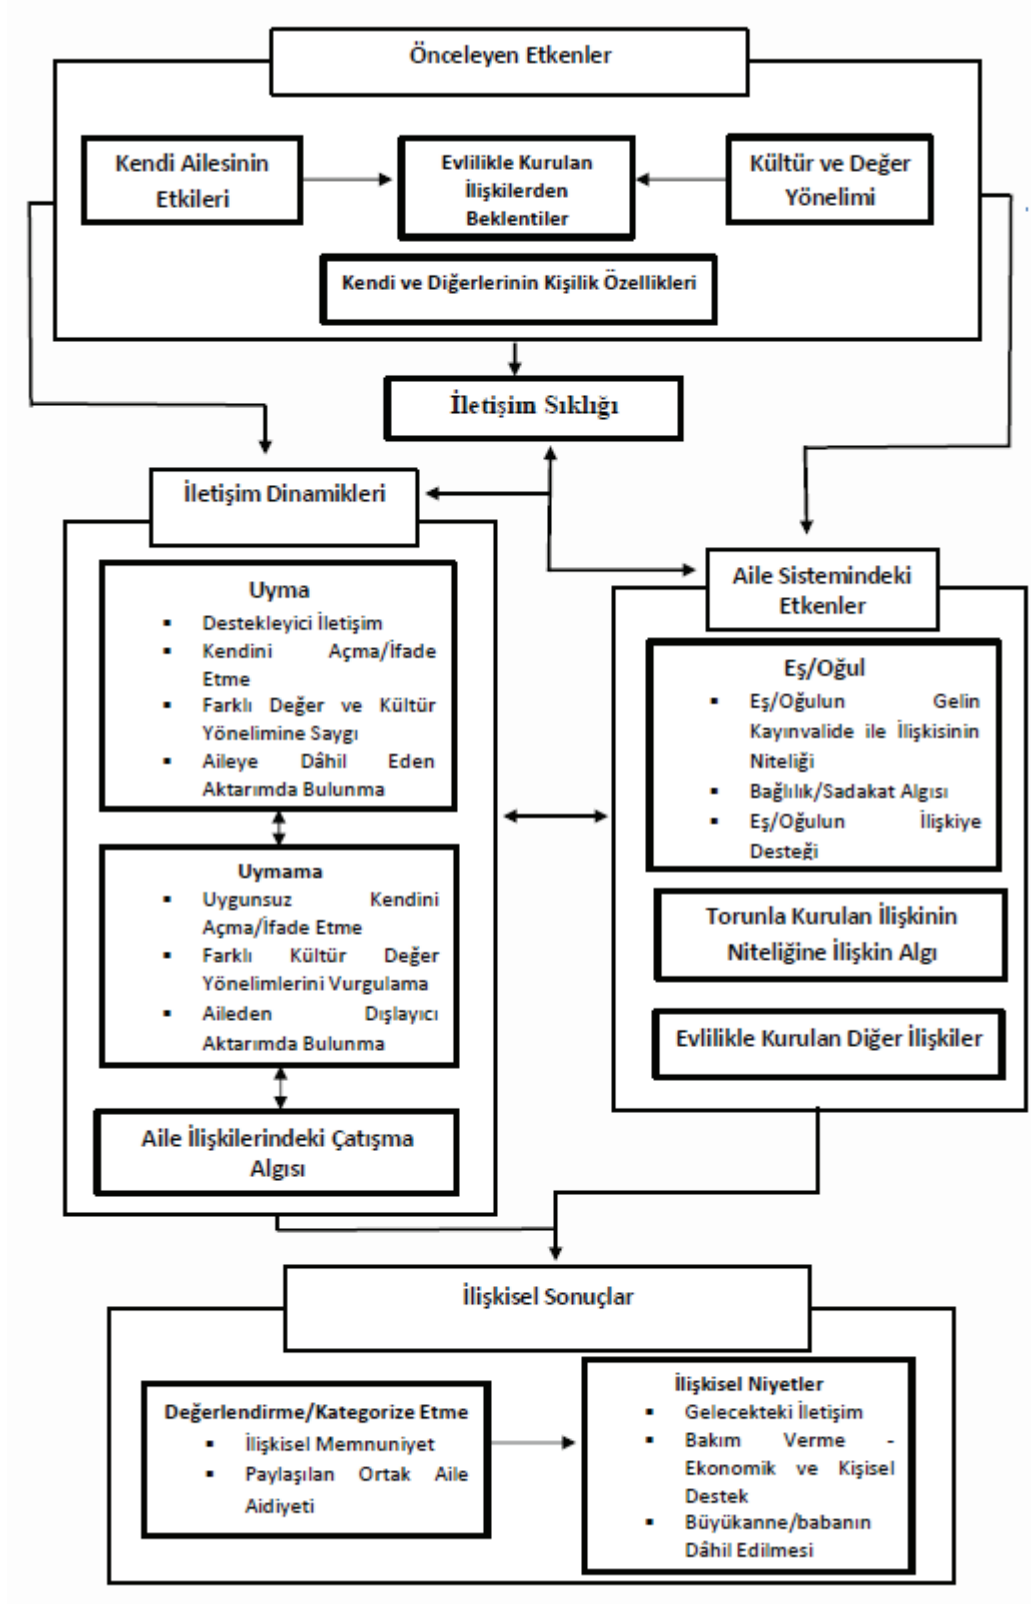 Önceleyen Etkenler
Kendi Ailesinin
Etkileri
Evlilikle Kurulan
İlişkilerden
Beklentiler
Kültür ve Değer
Yönelimi
Kendi ve Diğerlerinin Kişilik Özellikleri
İletişim Sıklığı
İletişim Dinamikleri
Uyma
▪ Destekleyici İletişim
▪ Kendini Açma/İfade
Etme
▪ Farklı Değer ve Kültür
Yönelimine Saygı
▪ Aileye Dâhil Eden
Aktarımda Bulunma
Uymama
▪ Uygunsuz Kendini
Açma/İfade Etme
▪ Farklı Kültür Değer
Yönelimlerini Vurgulama
▪ Aileden Dışlayıcı
Aktarımda Bulunma
Aile İlişkilerindeki Çatışma
Algısı
Aile Sistemindeki
Etkenler
Eş/Oğul
▪ Eş/Oğulun Gelin
Kayınvalide ile İlişkisinin
Niteliği
▪ Bağlılık/Sadakat Algısı
▪ Eş/Oğulun İlişkiye
Desteği
Torunla Kurulan İlişkinin
Niteliğine İlişkin Algı
Evlilikle Kurulan Diğer İlişkiler
İlişkisel Sonuçlar
Değerlendirme/Kategorize Etme
▪ İlişkisel Memnuniyet
▪ Paylaşılan Ortak Aile
Aidiyeti
İlişkisel Niyetler
▪ Gelecekteki İletişim
▪ Bakım Verme -
Ekonomik ve Kişisel
Destek
▪ Büyükanne/babanın
Dâhil Edilmesi